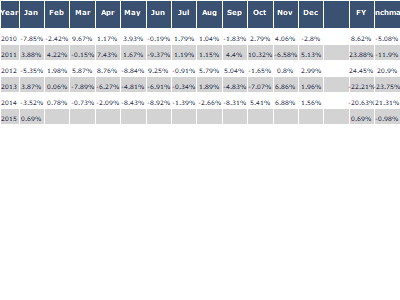 Year Jan Feb Mar Apr May Jun Jul Aug Sep Oct Nov Dec FY nchma
2010 -7.85% -2.42% 9.67% 1.17% 3.93% -0.19% 1.79% 1.04% -1.83% 2.79% 4.06% -2.8% 8.62% -5.08%
2011 3.88% 4.22% -0.15% 7.43% 1.67% -9.37% 1.19% 1.15% 4.4% 10.32% -6.58% 5.13% 23.88% -11.9%
2012 -5.35% 1.98% 5.87% 8.76% -8.84% 9.25% -0.91% 5.79% 5.04% -1.65% 0.8% 2.99% 24.45% 20.9%
2013 3.87% 0.06% -7.89% -6.27% -4.81% -6.91% -0.34% 1.89% -4.83% -7.07% 6.86% 1.96% -22.21% -23.75%
2014 -3.52% 0.78% -0.73% -2.09% -8.43% -8.92% -1.39% -2.66% -8.31% 5.41% 6.88% 1.56% -20.63% 21.31%
2015 0.69% 0.69% -0.98%